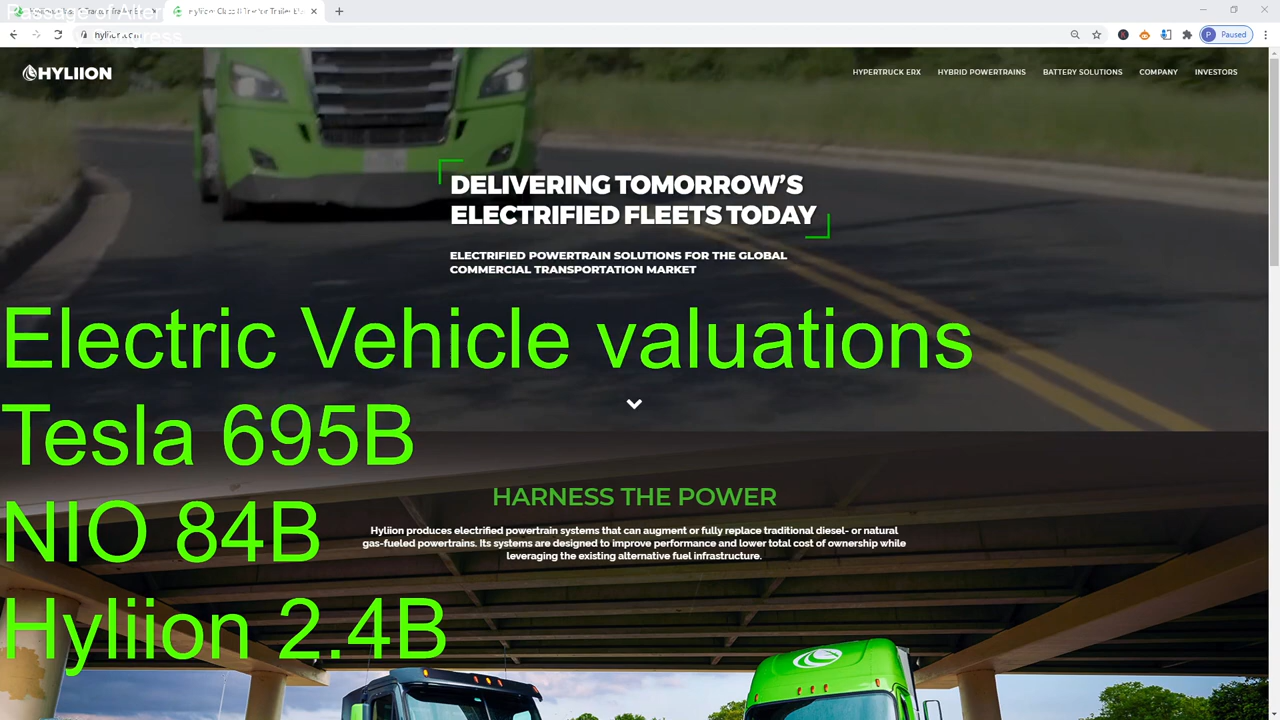 Passage of Altern
HYLIION
HYPERTRUCK ERX HYBRID POWERTRAINS BATTERY SOLUTIONS COMPANY INVESTORS
Paused
DELIVERING TOMORROW'S
ELECTRIFIED FLEETS TODAY
ELECTRIFIED POWERTRAIN SOLUTIONS FOR THE GLOBAL
COMMERCIAL TRANSPORTATION MARKET
Electric Vehicle valuations
Tesla 695B
NIO 84B
Hyliion 2.4B
HARNESS THE POWER
Hyliion produces electrified powertrain systems that can augment or fully replace traditional diesel- or natural
gas-fueled powertrains. Its systems are designed to improve performance and lower total cost of ownership while
leveraging the existing alternative fuel infrastructure.